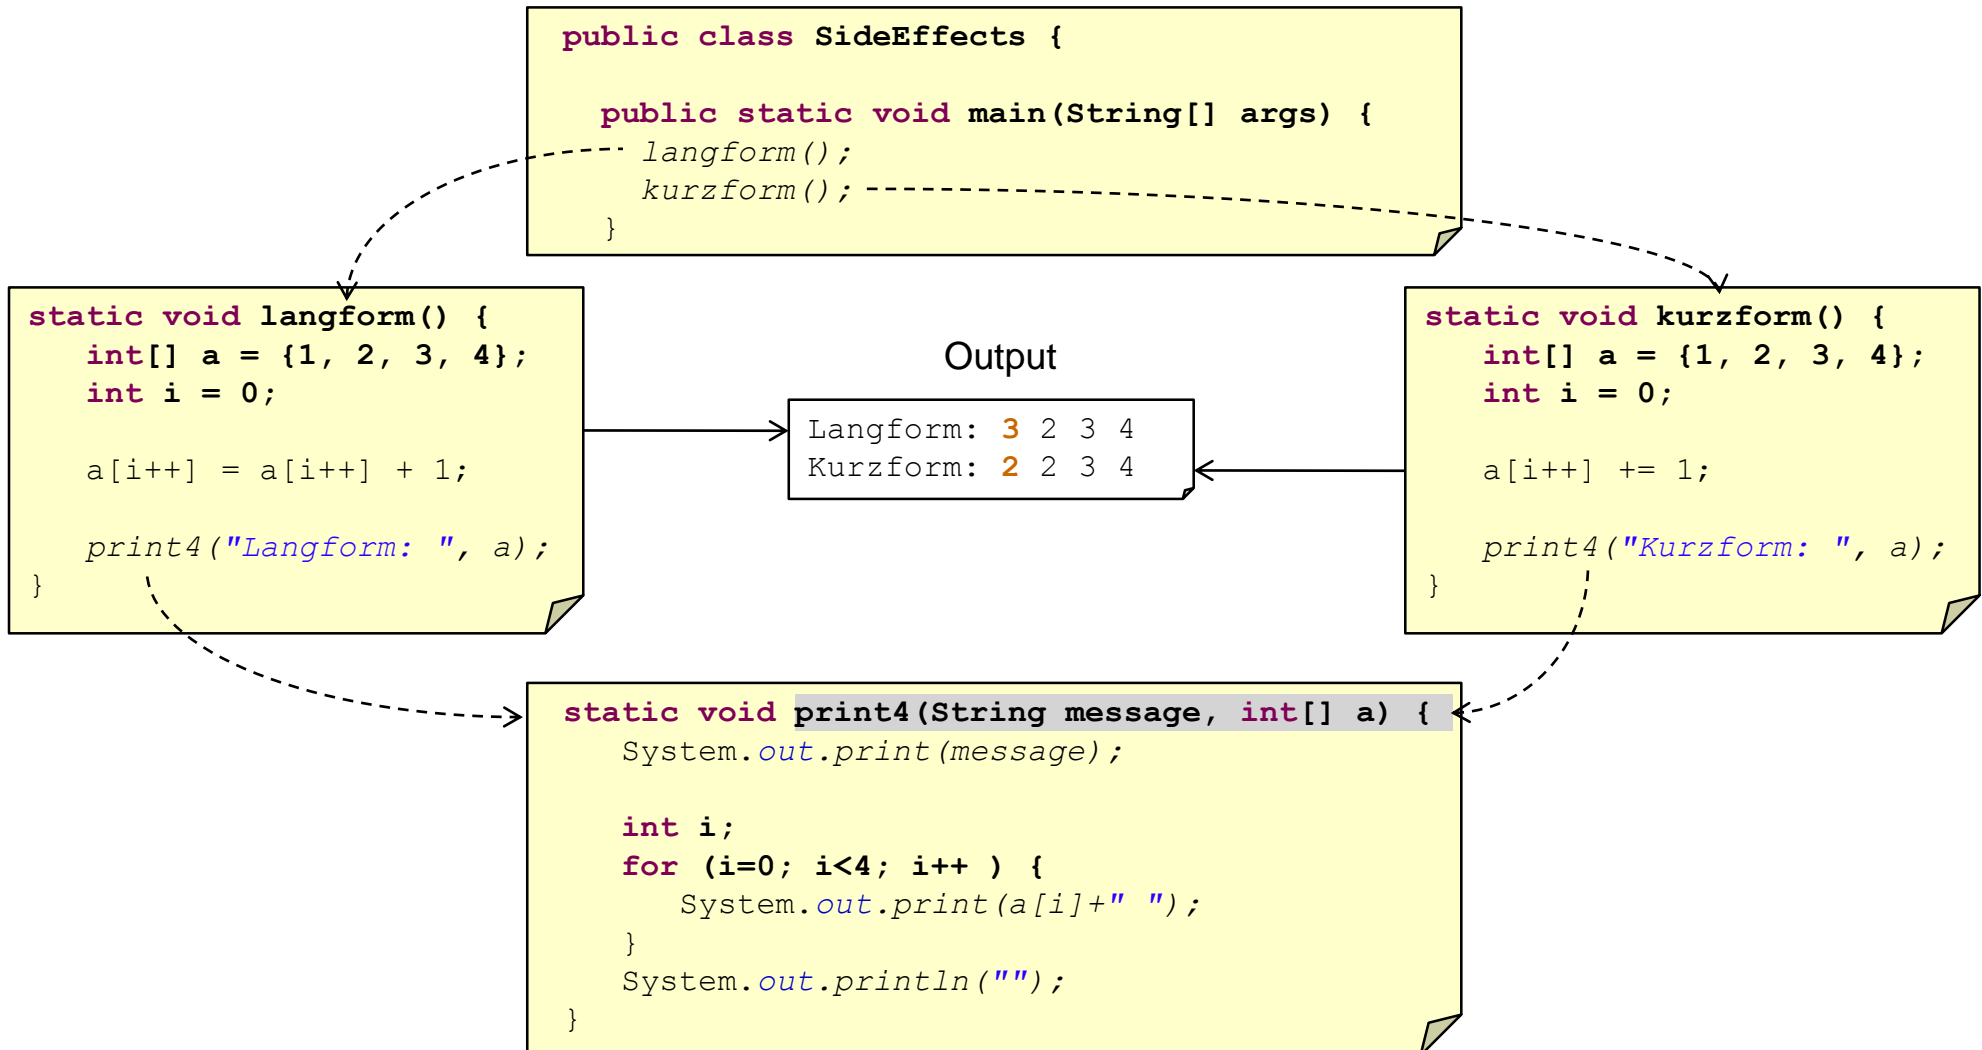 public class SideEffects {
public static void main(String[] args) {
langform();
kurzform();
}
static void langform() {
int[] a = {1, 2, 3, 4};
int i = 0;
a[i++] = a[i++] + 1;
print4("Langform: ", a);
}
Output
Langform: 3 2 3 4
Kurzform: 2 2 3 4
static void kurzform() {
int[] a = {1, 2, 3, 4};
int i = 0;
a[i++] += 1;
print4("Kurzform: ", a);
}
static void print4(String message, int[] a) {
System.out.print(message);
int i;
for (i=0; i<4; i++ ) {
System.out.print(a[i]+" ");
}
System.out.println("");
}